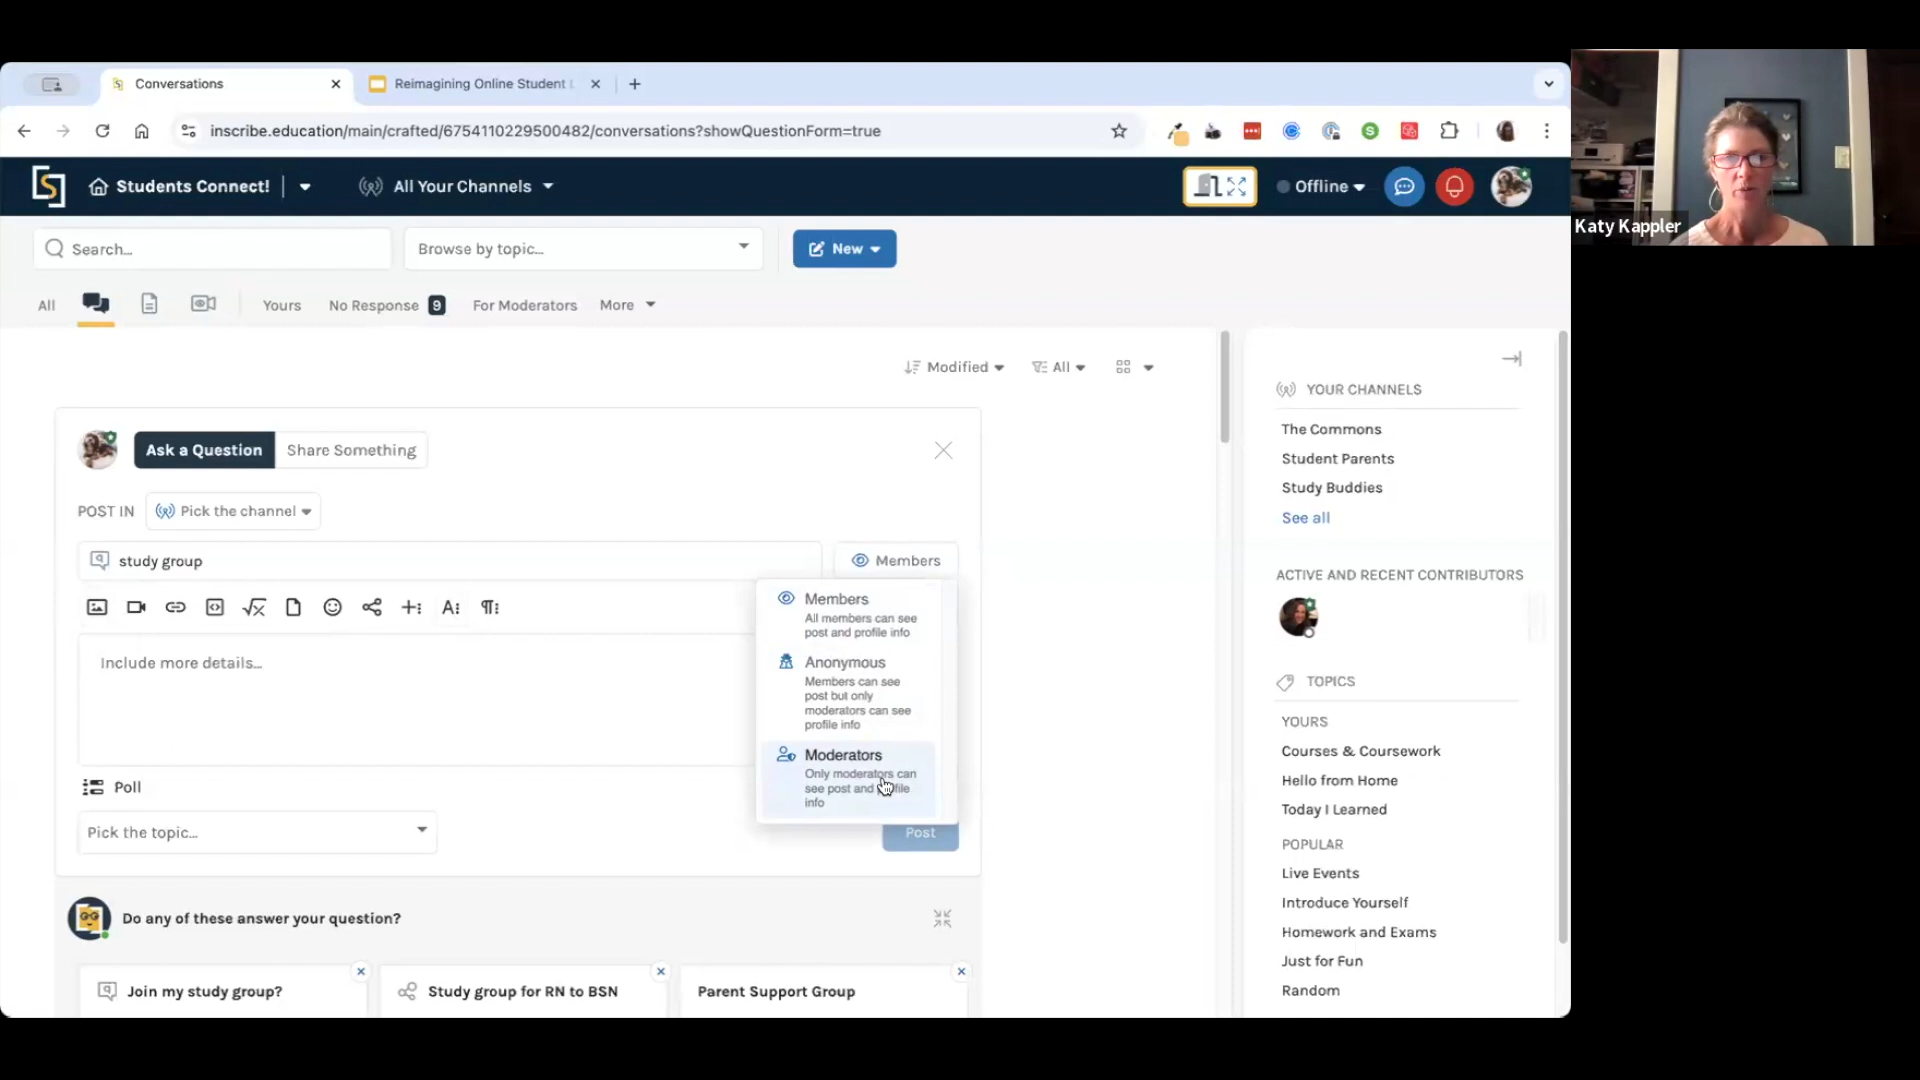 Conversations
Reimagining Online Student
inscribe.education/main/crafted/6754110229500482/conversations?showQuestionForm=true
Students Connect!
All Your Channels
Offline
Search...
Browse by topic...
New
All
Yours
No Response 9
For Moderators
More
Modified
All
Ask a Question
Share Something
POST IN
Pick the channel
study group
Members
Members
All members can see
post and profile info
Anonymous
Members can see
post but only
moderators can see
profile info
Moderators
Only moderators can
see post and profile
info
Include more details...
Poll
Pick the topic...
Post
Do any of these answer your question?
Join my study group?
Study group for RN to BSN
Parent Support Group
YOUR CHANNELS
The Commons
Student Parents
Study Buddies
See all
ACTIVE AND RECENT CONTRIBUTORS
TOPICS
YOURS
Courses & Coursework
Hello from Home
Today I Learned
POPULAR
Live Events
Introduce Yourself
Homework and Exams
Just for Fun
Random
Katy Kappler